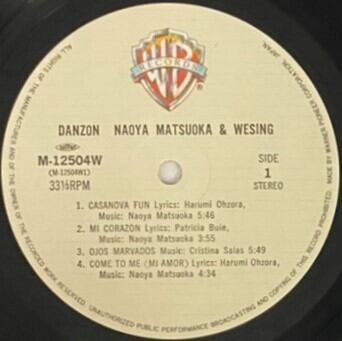 ALL RIGHTS OF THE MANUFACTURER AND OF THE OWNER OF THE RECORDED WORK RESERVED. UNAUTHORIZED PUBLIC PERFORMANCE BROADCASTING AND COPYING OF THIS RECORD PROHIBITED. MADE BY WARNER-PIONEER CORPORATION, JAPAN.
WB
RECORDS
DANZON NAOYA MATSUOKA & WESING
M-12504W
(M-12504W1)
33⅓RPM
SIDE
1
STEREO
1. CASANOVA FUN Lyrics: Harumi Ohzora,
Music: Naoya Matsuoka 5:46
2. MI CORAZON Lyrics: Patricia Buie,
Music: Naoya Matsuoka 3:55
3. OJOS MARVADOS Music: Cristina Salas 5:49
4. COME TO ME (MI AMOR) Lyrics: Harumi Ohzora,
Music: Naoya Matsuoka 4:34